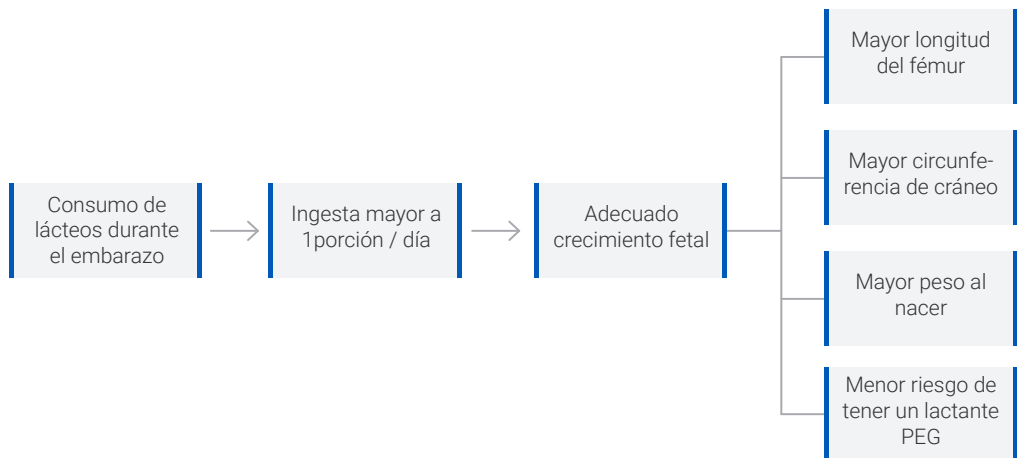 Consumo de
lácteos durante
el embarazo
Ingesta mayor a
1porción / día
Adecuado
crecimiento fetal
Mayor longitud
del fémur
Mayor circunfe-
rencia de cráneo
Mayor peso al
nacer
Menor riesgo de
tener un lactante
PEG